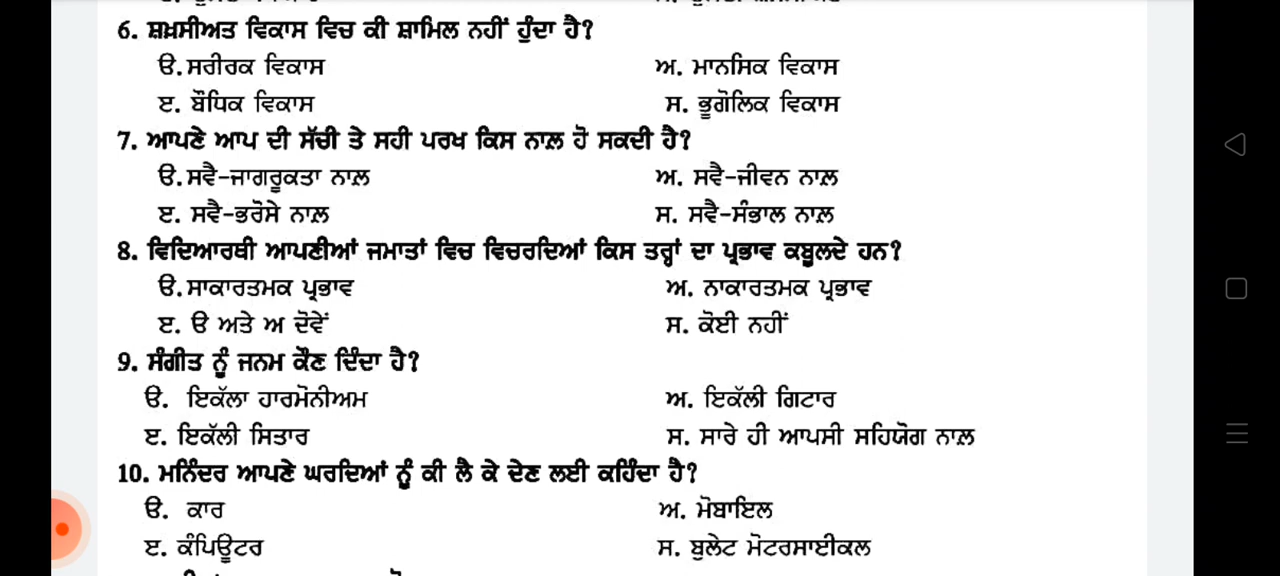 6. ਸ਼ਖ਼ਸੀਅਤ ਵਿਕਾਸ ਵਿਚ ਕੀ ਸ਼ਾਮਿਲ ਨਹੀਂ ਹੁੰਦਾ ਹੈ?
ੳ. ਸਰੀਰਕ ਵਿਕਾਸ ਅ. ਮਾਨਸਿਕ ਵਿਕਾਸ
ੲ. ਬੌਧਿਕ ਵਿਕਾਸ ਸ. ਭੂਗੋਲਿਕ ਵਿਕਾਸ
7. ਆਪਣੇ ਆਪ ਦੀ ਸੱਚੀ ਤੇ ਸਹੀ ਪਰਖ ਕਿਸ ਨਾਲ਼ ਹੋ ਸਕਦੀ ਹੈ?
ੳ. ਸਵੈ-ਜਾਗਰੂਕਤਾ ਨਾਲ਼ ਅ. ਸਵੈ-ਜੀਵਨ ਨਾਲ਼
ੲ. ਸਵੈ-ਭਰੋਸੇ ਨਾਲ਼ ਸ. ਸਵੈ-ਸੰਭਾਲ ਨਾਲ਼
8. ਵਿਦਿਆਰਥੀ ਆਪਣੀਆਂ ਜਮਾਤਾਂ ਵਿਚ ਵਿਚਰਦਿਆਂ ਕਿਸ ਤਰ੍ਹਾਂ ਦਾ ਪ੍ਰਭਾਵ ਕਬੂਲਦੇ ਹਨ?
ੳ. ਸਾਕਾਰਤਮਕ ਪ੍ਰਭਾਵ ਅ. ਨਾਕਾਰਤਮਕ ਪ੍ਰਭਾਵ
ੲ. ੳ ਅਤੇ ਅ ਦੋਵੇਂ ਸ. ਕੋਈ ਨਹੀਂ
9. ਸੰਗੀਤ ਨੂੰ ਜਨਮ ਕੌਣ ਦਿੰਦਾ ਹੈ?
ੳ. ਇਕੱਲਾ ਹਾਰਮੋਨੀਅਮ ਅ. ਇਕੱਲੀ ਗਿਟਾਰ
ੲ. ਇਕੱਲੀ ਸਿਤਾਰ ਸ. ਸਾਰੇ ਹੀ ਆਪਸੀ ਸਹਿਯੋਗ ਨਾਲ਼
10. ਮਨਿੰਦਰ ਆਪਣੇ ਘਰਦਿਆਂ ਨੂੰ ਕੀ ਲੈ ਕੇ ਦੇਣ ਲਈ ਕਹਿੰਦਾ ਹੈ?
ੳ. ਕਾਰ ਅ. ਮੋਬਾਇਲ
ੲ. ਕੰਪਿਊਟਰ ਸ. ਬੁਲੇਟ ਮੋਟਰਸਾਈਕਲ